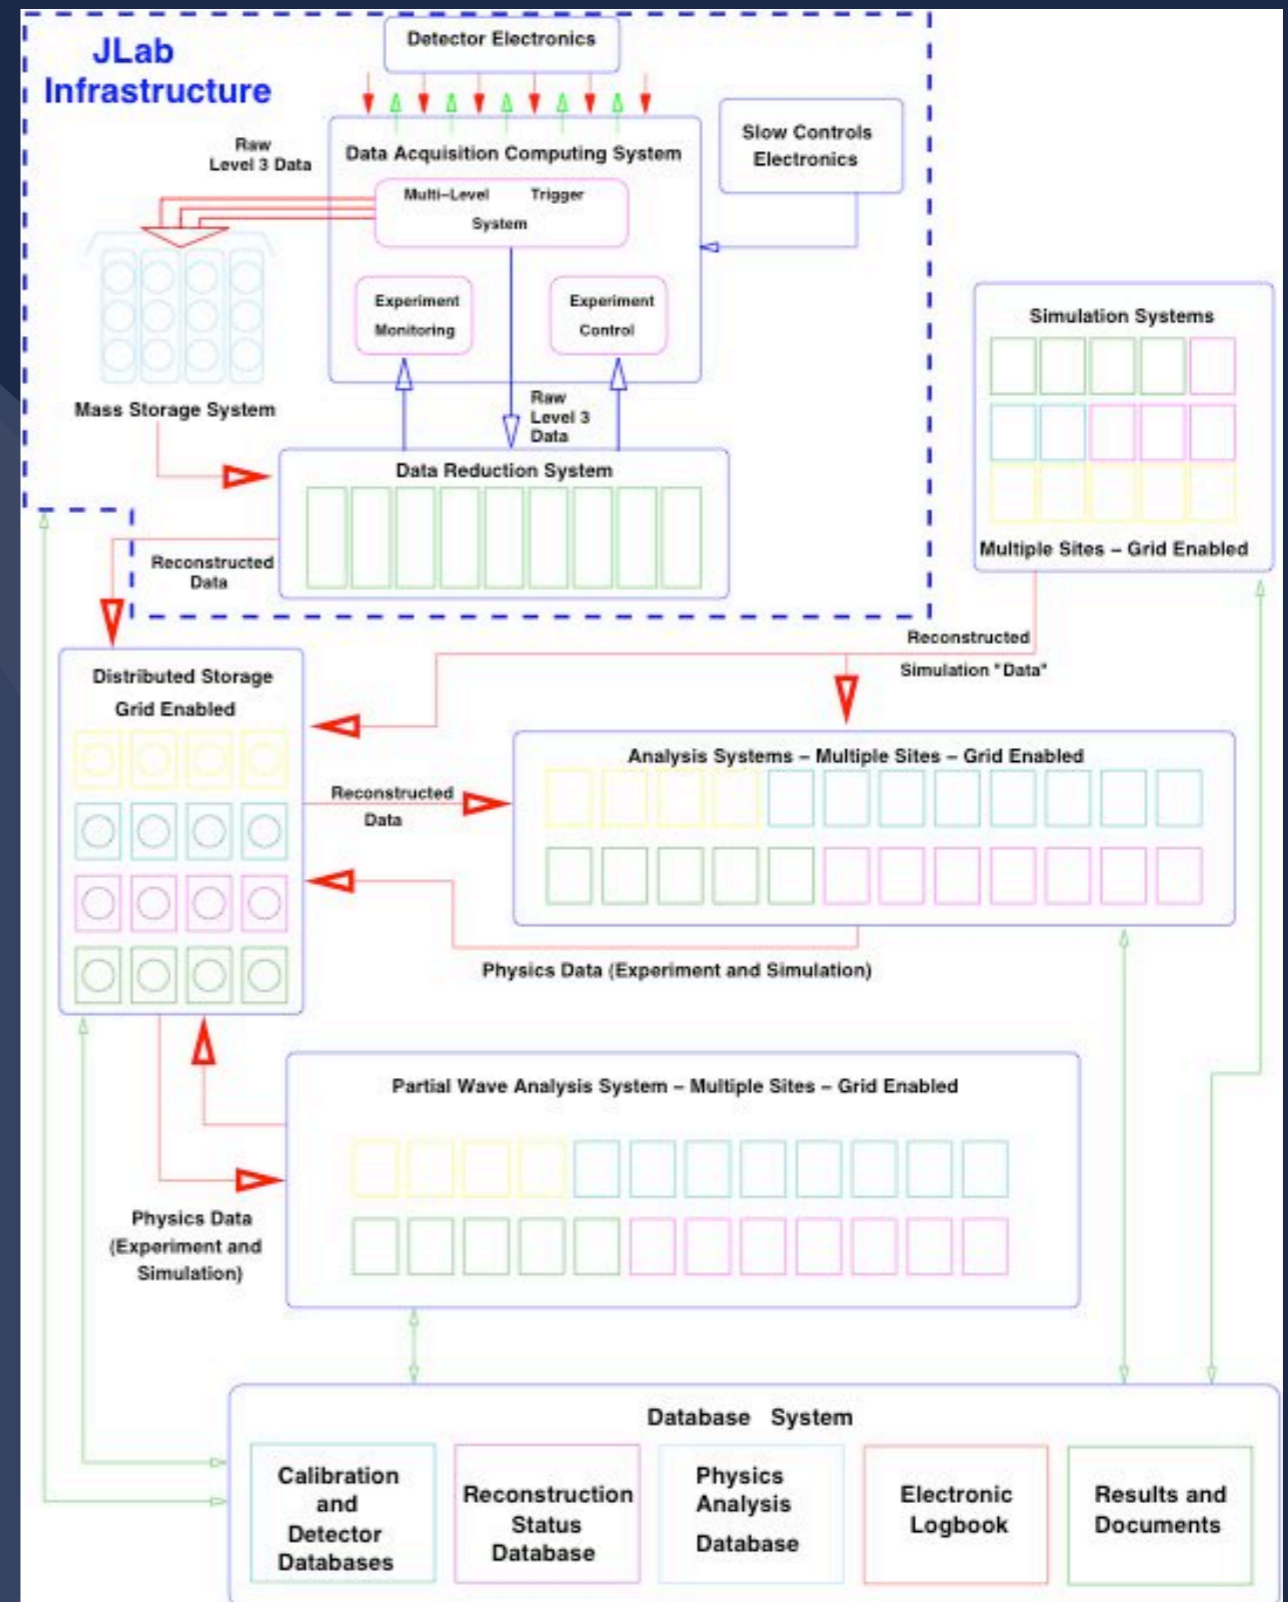 JLab
Infrastructure
Detector Electronics
Raw
Level 3 Data
Data Acquisition Computing System
Slow Controls
Electronics
Multi–Level Trigger
System
Experiment
Monitoring
Experiment
Control
Mass Storage System
Raw
Level 3
Data
Data Reduction System
Reconstructed
Data
Simulation Systems
Multiple Sites – Grid Enabled
Reconstructed
Simulation "Data"
Distributed Storage
Grid Enabled
Reconstructed
Data
Analysis Systems – Multiple Sites – Grid Enabled
Physics Data (Experiment and Simulation)
Partial Wave Analysis System – Multiple Sites – Grid Enabled
Physics Data
(Experiment and
Simulation)
Database System
Calibration
and
Detector
Databases
Reconstruction
Status
Database
Physics
Analysis
Database
Electronic
Logbook
Results and
Documents